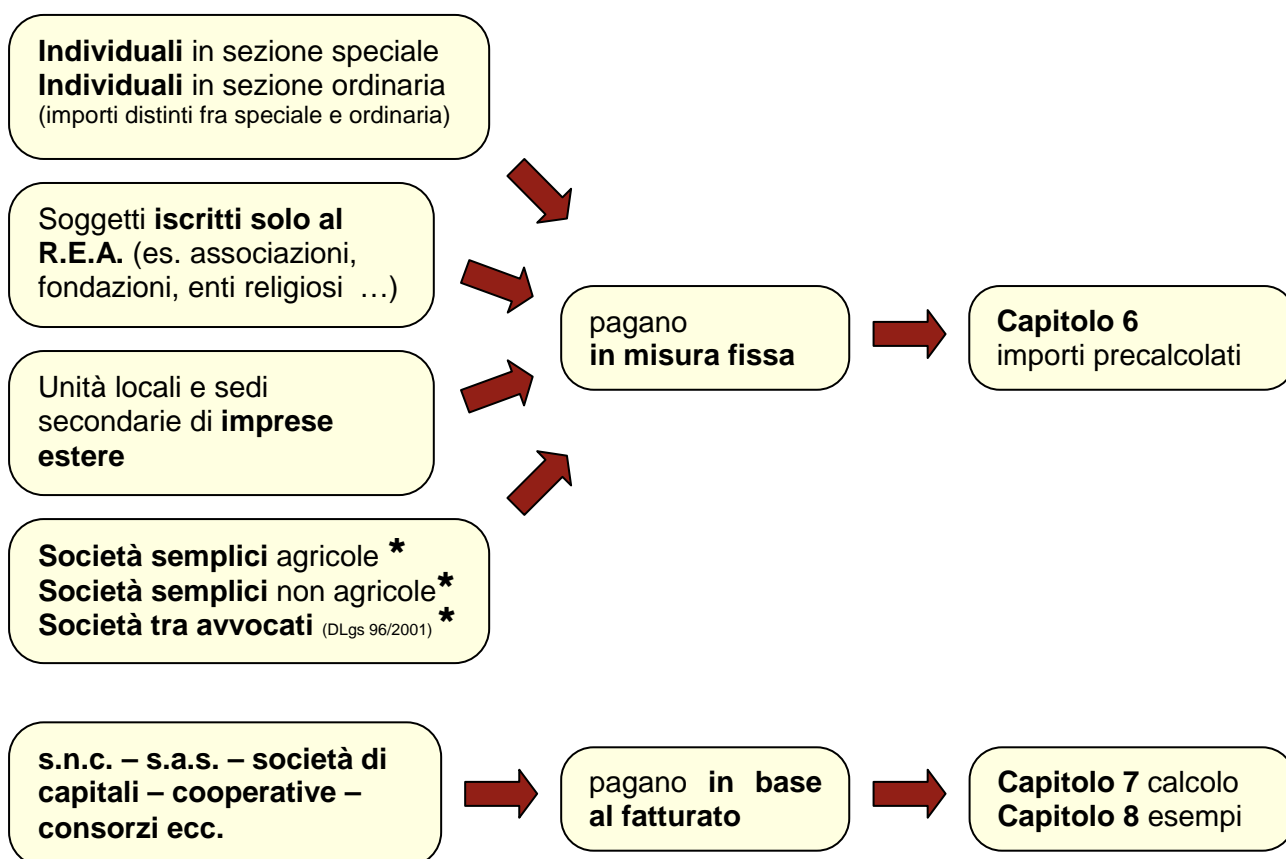 Individuali in sezione speciale
Individuali in sezione ordinaria
(importi distinti fra speciale e ordinaria)
Soggetti iscritti solo al
R.E.A. (es. associazioni,
fondazioni, enti religiosi …)
Unità locali e sedi
secondarie di imprese
estere
Società semplici agricole *
Società semplici non agricole*
Società tra avvocati (DLgs 96/2001) *
pagano
in misura fissa
Capitolo 6
importi precalcolati
s.n.c. – s.a.s. – società di
capitali – cooperative –
consorzi ecc.
pagano in base
al fatturato
Capitolo 7 calcolo
Capitolo 8 esempi